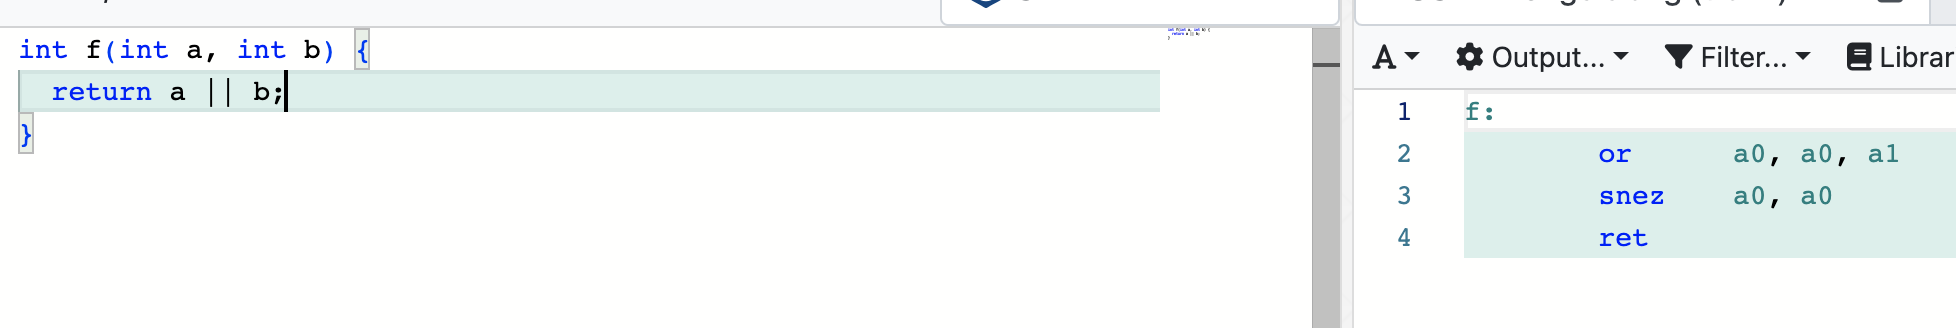 int f(int a, int b) {
  return a || b;
}
A Output... Filter... Librar
1 f:
2 or a0, a0, a1
3 snez a0, a0
4 ret